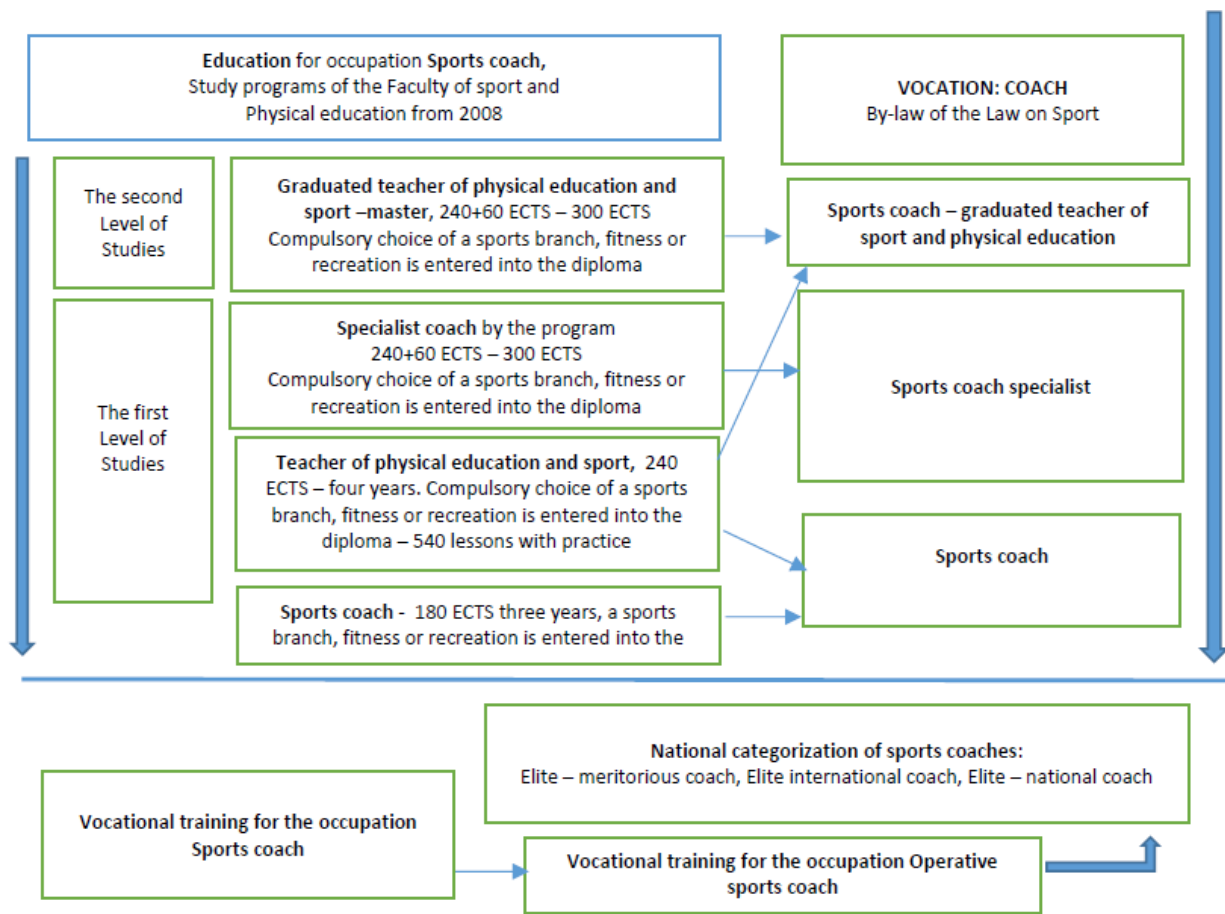 Education for occupation Sports coach,
Study programs of the Faculty of sport and
Physical education from 2008
VOCATION: COACH
By-law of the Law on Sport
The second
Level of
Studies
Graduated teacher of physical education and
sport –master, 240+60 ECTS – 300 ECTS
Compulsory choice of a sports branch, fitness or
recreation is entered into the diploma
Sports coach – graduated teacher of
sport and physical education
The first
Level of
Studies
Specialist coach by the program
240+60 ECTS – 300 ECTS
Compulsory choice of a sports branch, fitness or
recreation is entered into the diploma
Sports coach specialist
Teacher of physical education and sport, 240
ECTS – four years. Compulsory choice of a sports
branch, fitness or recreation is entered into the
diploma – 540 lessons with practice
Sports coach
Sports coach - 180 ECTS three years, a sports
branch, fitness or recreation is entered into the
National categorization of sports coaches:
Elite – meritorious coach, Elite international coach, Elite – national coach
Vocational training for the occupation
Sports coach
Vocational training for the occupation Operative
sports coach